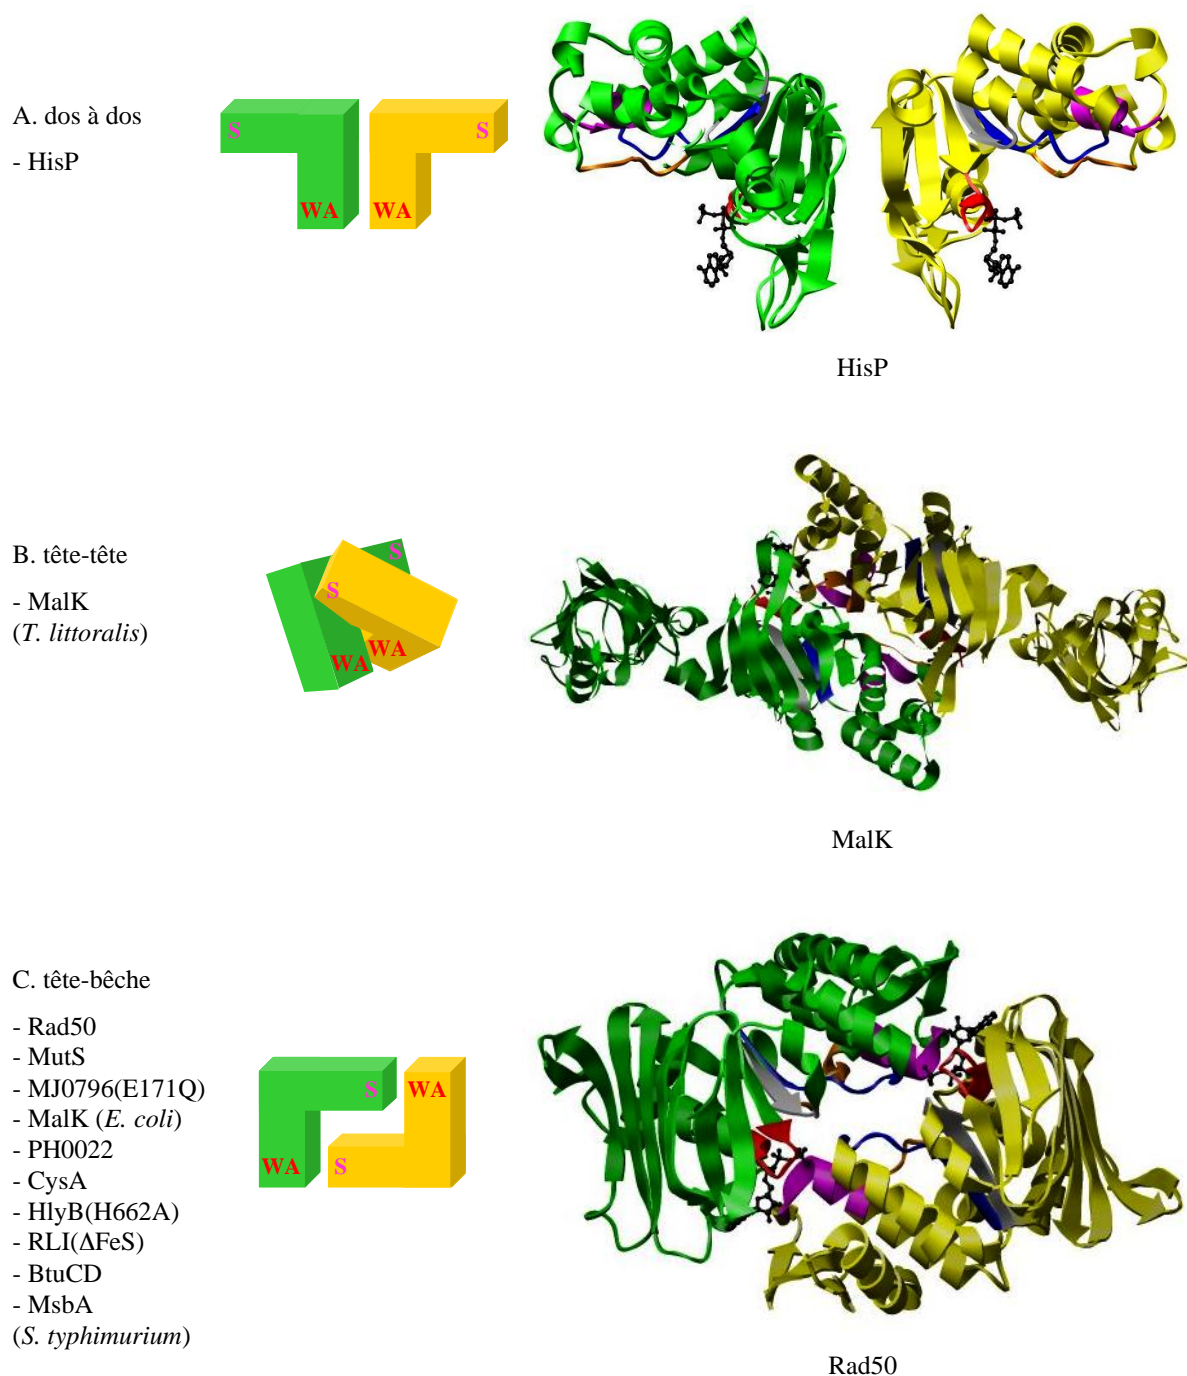 A. dos à dos
- HisP
S
S
WA
WA
HisP
B. tête-tête
- MalK
(T. littoralis)
S
S
WA
WA
MalK
C. tête-bêche
- Rad50
- MutS
- MJ0796(E171Q)
- MalK (E. coli)
- PH0022
- CysA
- HlyB(H662A)
- RLI(ΔFeS)
- BtuCD
- MsbA
(S. typhimurium)
S
WA
WA
S
Rad50